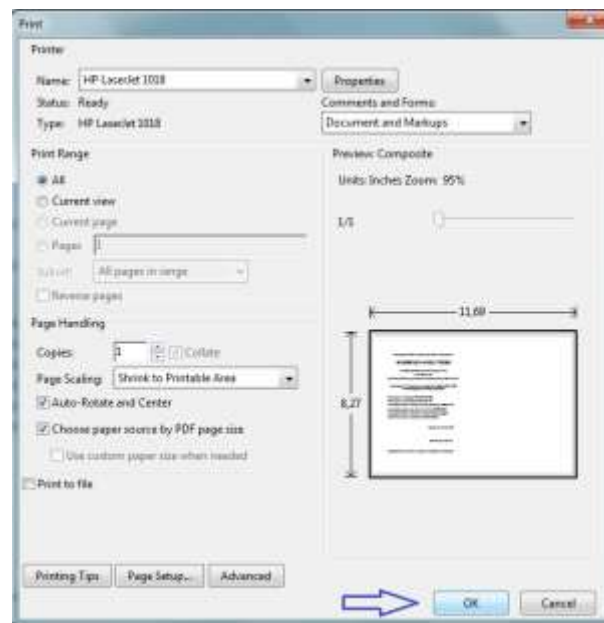 Print
Printer
Name: HP LaserJet 1018
Properties
Status: Ready
Comments and Forms:
Type: HP LaserJet 1018
Document and Markups
Print Range
Preview: Composite
All
Units: Inches Zoom: 95%
Current view
Current page
1/1
Pages 1
Subset: All pages in range
Reverse pages
11,69
Page Handling
Copies: 1
Collate
Page Scaling: Shrink to Printable Area
Auto-Rotate and Center
8,27
Choose paper source by PDF page size
Use custom paper size when needed
Print to file
Printing Tips
Page Setup...
Advanced
OK
Cancel